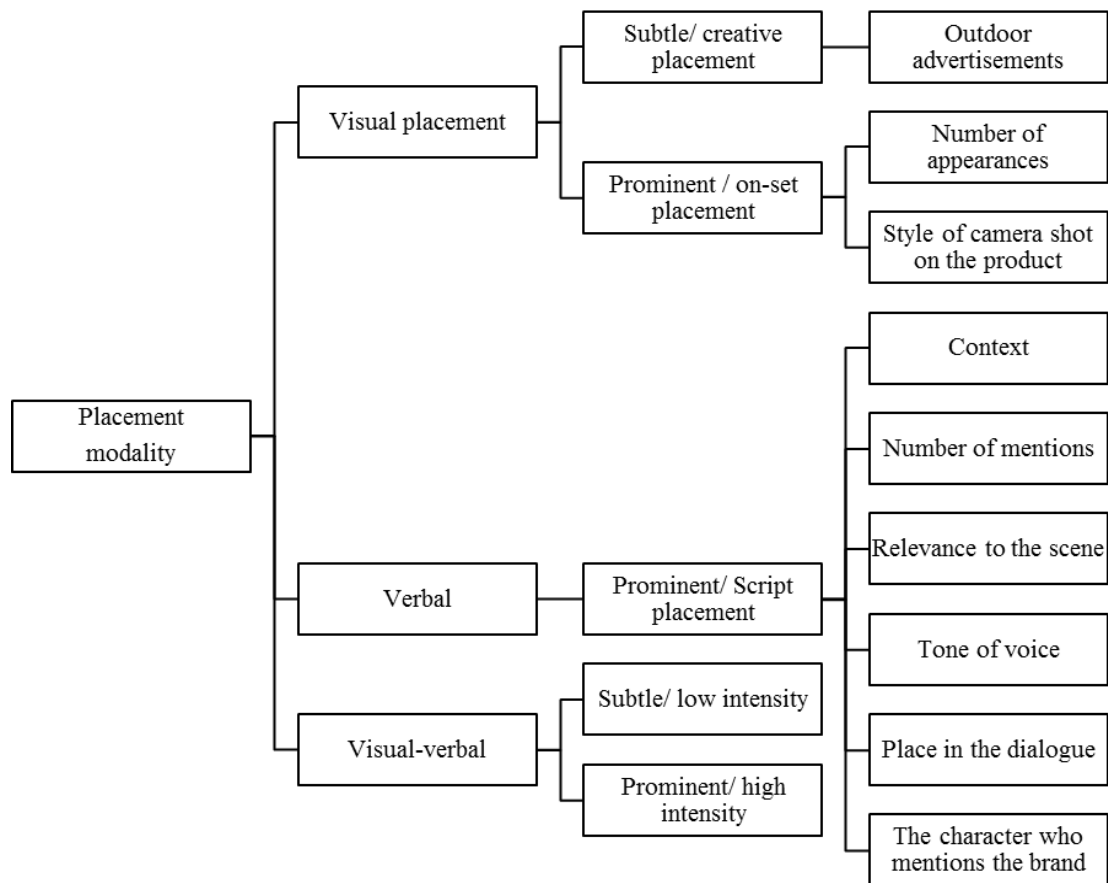 Placement
modality
Visual placement
Subtle/ creative
placement
Outdoor
advertisements
Prominent / on-set
placement
Number of
appearances
Style of camera shot
on the product
Verbal
Prominent/ Script
placement
Context
Number of mentions
Relevance to the scene
Tone of voice
Place in the dialogue
The character who
mentions the brand
Visual-verbal
Subtle/ low intensity
Prominent/ high
intensity